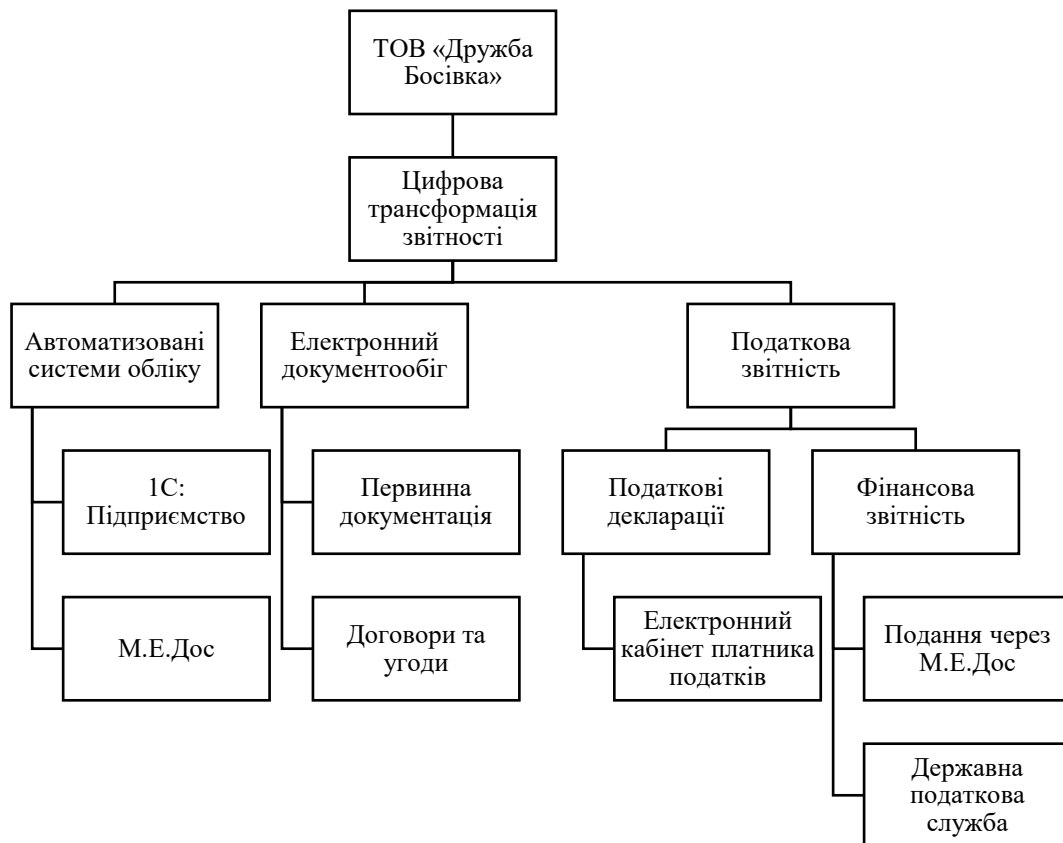 ТОВ «Дружба
Босівка»
Цифрова
трансформація
звітності
Автоматизовані
системи обліку
Електронний
документообіг
Податкова
звітність
1С:
Підприємство
Первинна
документація
Податкові
декларації
Фінансова
звітність
М.Е.Дос
Договори та
угоди
Електронний
кабінет платника
податків
Подання через
М.Е.Дос
Державна
податкова
служба